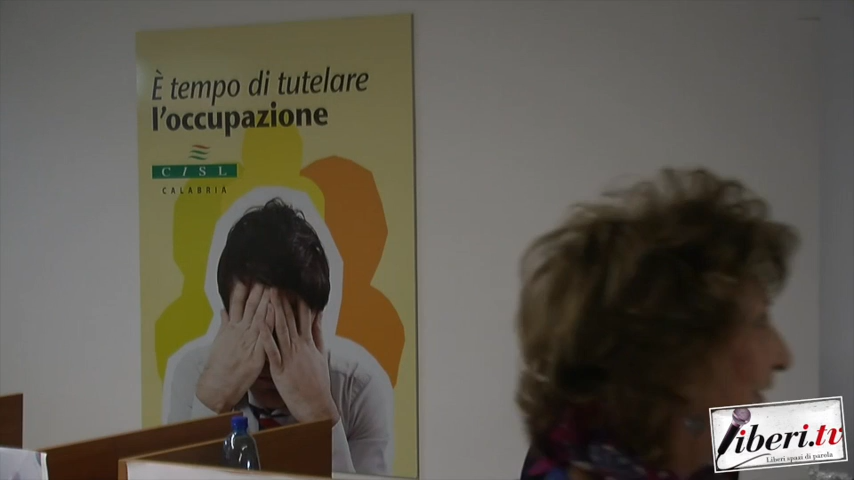 È tempo di tutelare
l'occupazione
CISL
CALABRIA
liberi.tv
Liberi spazi di parola